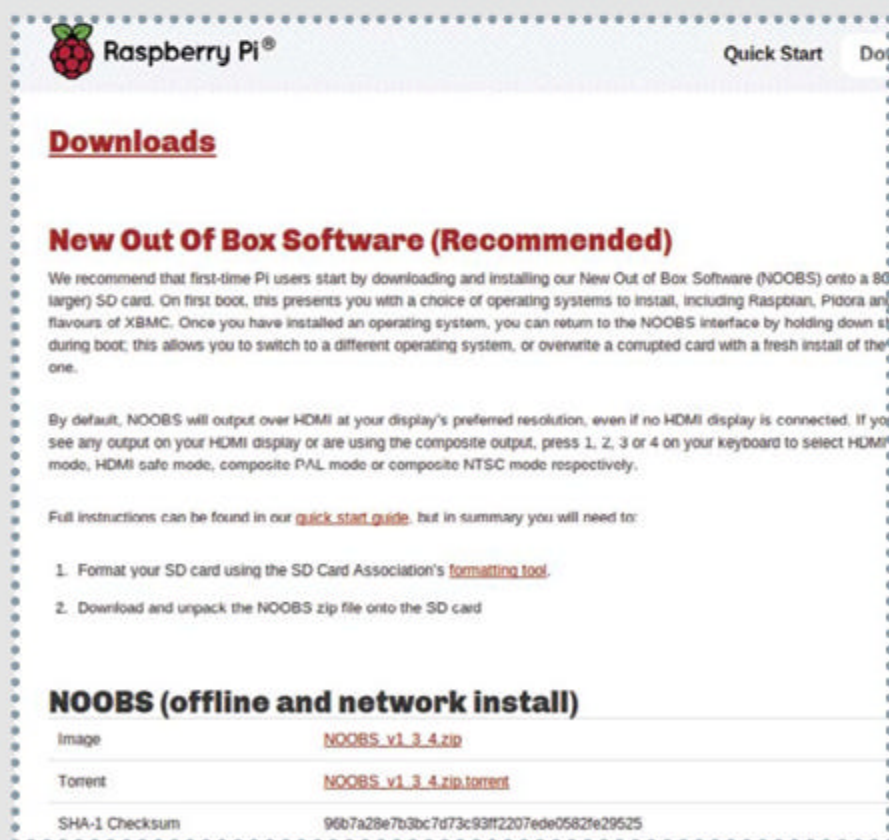 Raspberry Pi®
Quick Start
Downloads
New Out Of Box Software (Recommended)
We recommend that first-time Pi users start by downloading and installing our New Out of Box Software (NOOBS) onto a
larger) SD card. On first boot, this presents you with a choice of operating systems to install, including Raspbian, Pidora
flavours of XBMC. Once you have installed an operating system, you can return to the NOOBS interface by holding down
during boot; this allows you to switch to a different operating system, or overwrite a corrupted card with a fresh install of the
one.
By default, NOOBS will output over HDMI at your display's preferred resolution, even if no HDMI display is connected. If
see any output on your HDMI display or are using the composite output, press 1, 2, 3 or 4 on your keyboard to select HDMI
mode, HDMI safe mode, composite PAL mode or composite NTSC mode respectively.
Full instructions can be found in our quick start guide, but in summary you will need to:
1. Format your SD card using the SD Card Association's formatting tool.
2. Download and unpack the NOOBS zip file onto the SD card
NOOBS (offline and network install)
Image NOOBS_v1_3_4.zip
Torrent NOOBS_v1_3_4.zip.torrent
SHA-1 Checksum 96b7a28e7b3bc7d73c93ff2207ede0582fe29525